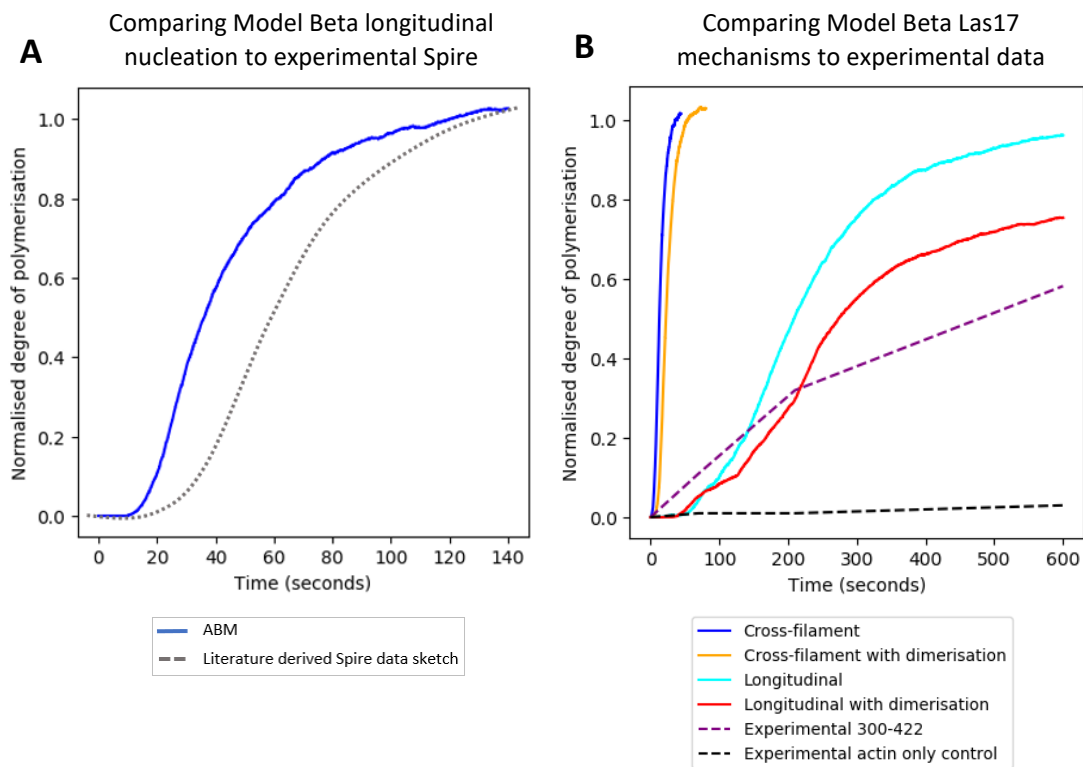 A
Comparing Model Beta longitudinal
nucleation to experimental Spire
Normalised degree of polymerisation
1.0
0.8
0.6
0.4
0.2
0.0
0 20 40 60 80 100 120 140
Time (seconds)
ABM
Literature derived Spire data sketch
B
Comparing Model Beta Las17
mechanisms to experimental data
Normalised degree of polymerisation
1.0
0.8
0.6
0.4
0.2
0.0
0 100 200 300 400 500 600
Time (seconds)
Cross-filament
Cross-filament with dimerisation
Longitudinal
Longitudinal with dimerisation
Experimental 300-422
Experimental actin only control